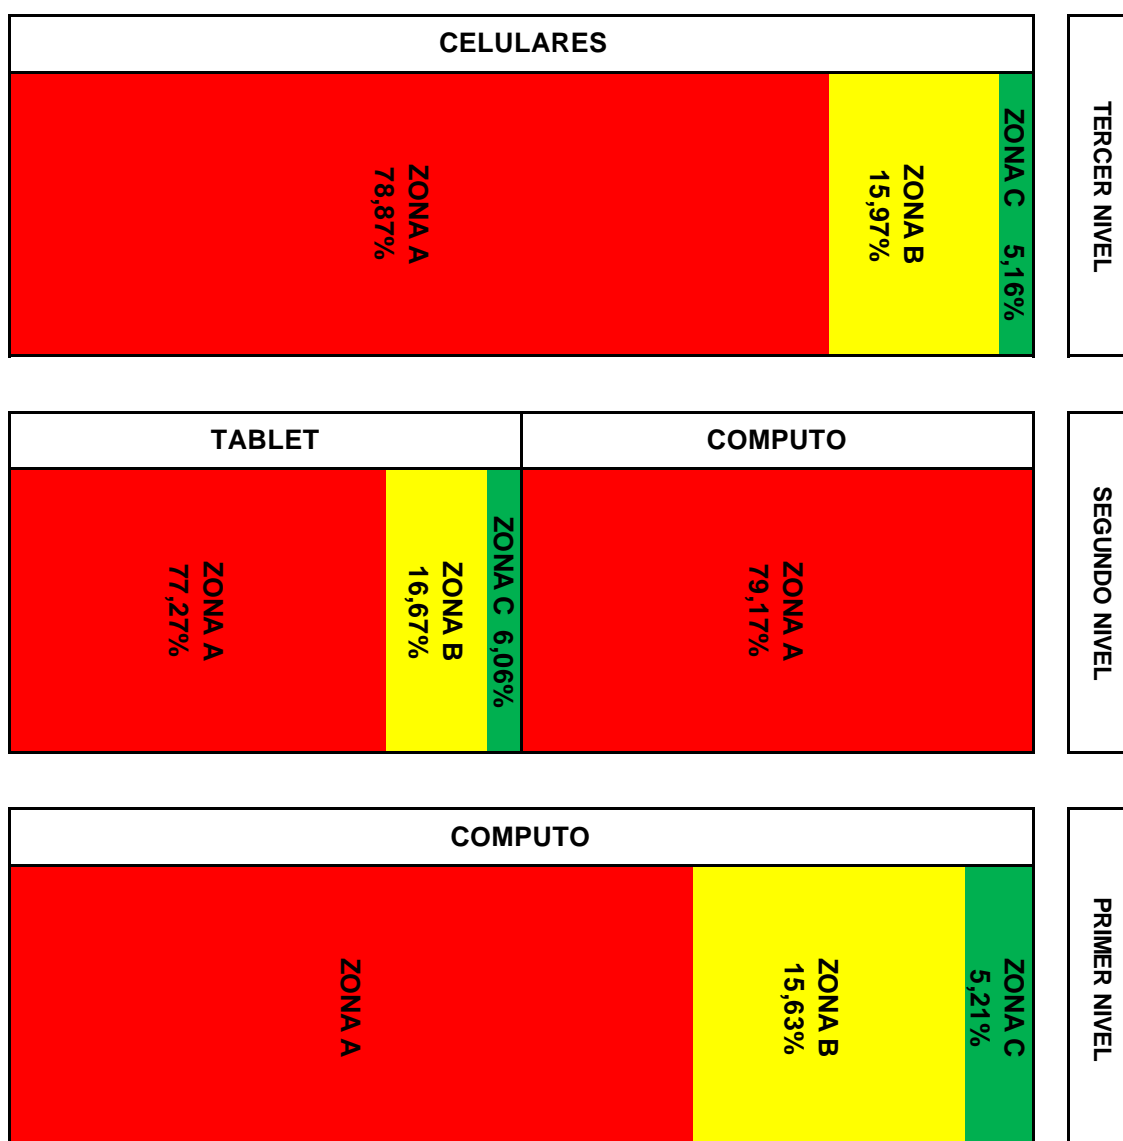 CELULARES
ZONA A
78,87%
ZONA B
15,97%
ZONA C 5,16%
TERCER NIVEL
TABLET
COMPUTO
ZONA A
77,27%
ZONA B
16,67%
ZONA C 6,06%
ZONA A
79,17%
SEGUNDO NIVEL
COMPUTO
ZONA A
ZONA B
15,63%
ZONA C
5,21%
PRIMER NIVEL